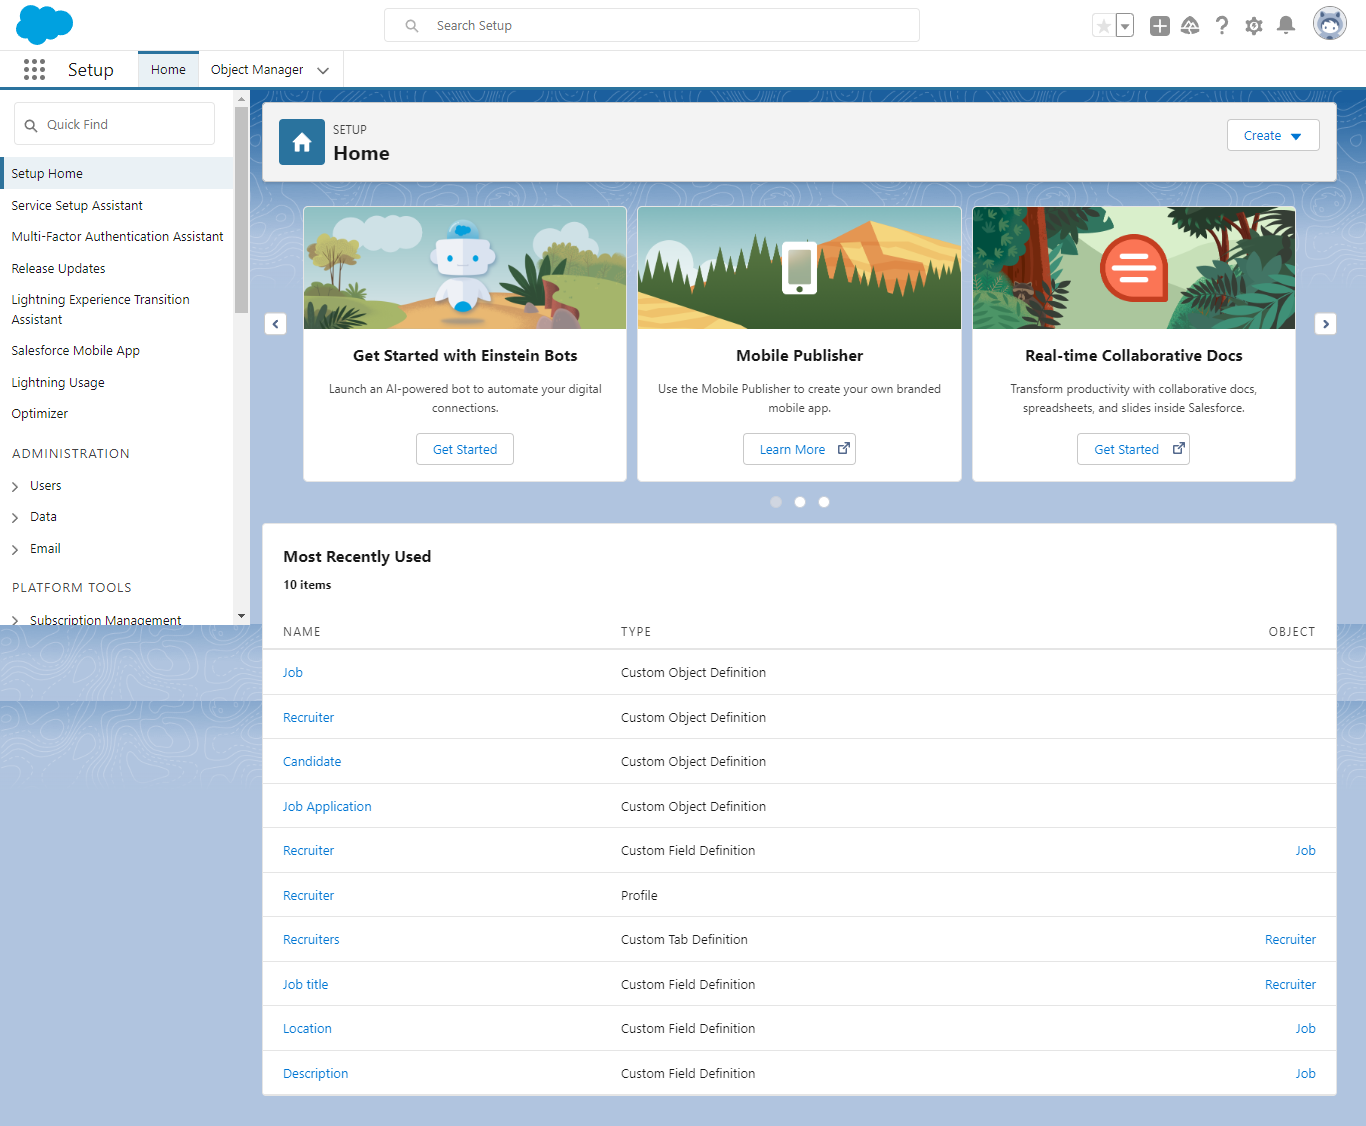 Search Setup
Setup
Home
Object Manager
Quick Find
Setup Home
Service Setup Assistant
Multi-Factor Authentication Assistant
Release Updates
Lightning Experience Transition
Assistant
Salesforce Mobile App
Lightning Usage
Optimizer
ADMINISTRATION
Users
Data
Email
PLATFORM TOOLS
Subscription Management
SETUP
Home
Create
Get Started with Einstein Bots
Launch an AI-powered bot to automate your digital
connections.
Get Started
Mobile Publisher
Use the Mobile Publisher to create your own branded
mobile app.
Learn More
Real-time Collaborative Docs
Transform productivity with collaborative docs,
spreadsheets, and slides inside Salesforce.
Get Started
Most Recently Used
10 items
NAME TYPE OBJECT
Job Custom Object Definition
Recruiter Custom Object Definition
Candidate Custom Object Definition
Job Application Custom Object Definition
Recruiter Custom Field Definition Job
Recruiter Profile
Recruiters Custom Tab Definition Recruiter
Job title Custom Field Definition Recruiter
Location Custom Field Definition Job
Description Custom Field Definition Job